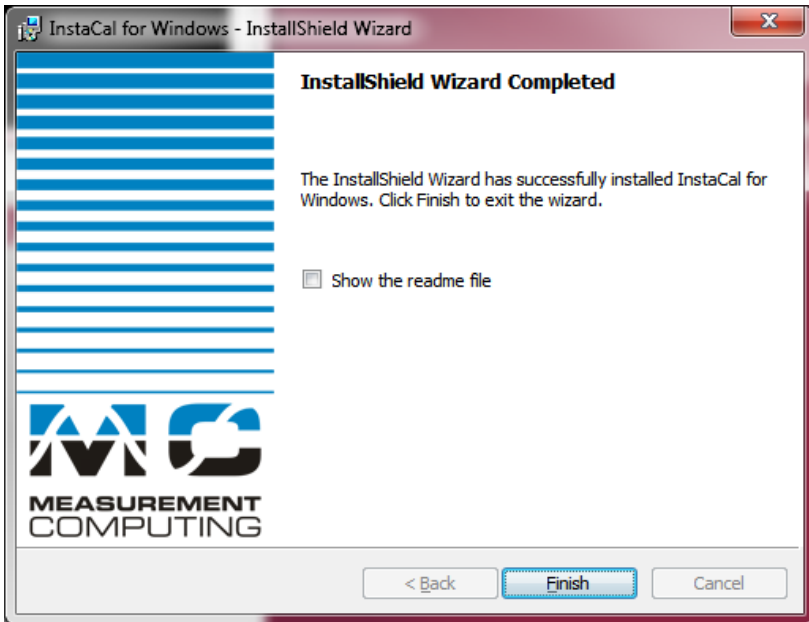 InstaCal for Windows - InstallShield Wizard
InstallShield Wizard Completed
The InstallShield Wizard has successfully installed InstaCal for
Windows. Click Finish to exit the wizard.
Show the readme file
MC
MEASUREMENT
COMPUTING
< Back
Finish
Cancel